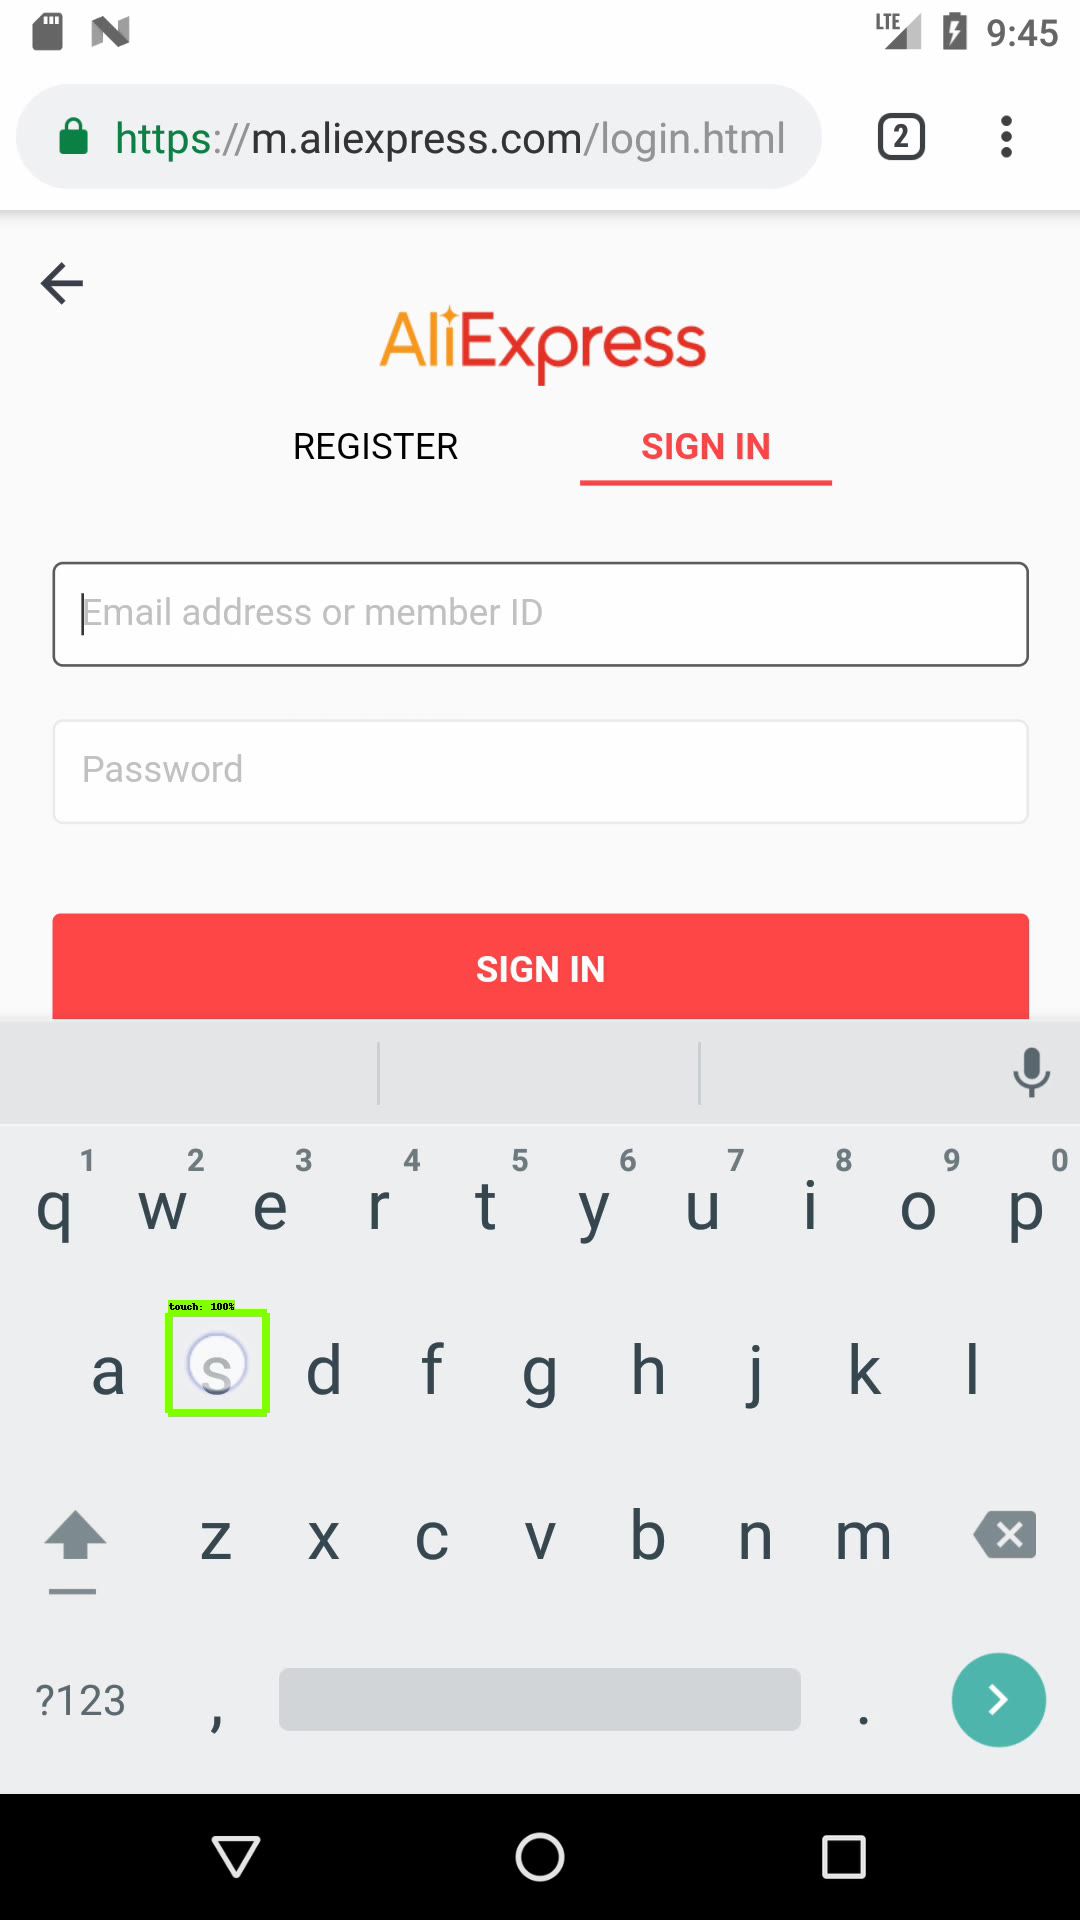 LTE 9:45
https://m.aliexpress.com/login.html 2
AliExpress
REGISTER SIGN IN
Email address or member ID
Password
SIGN IN
1 2 3 4 5 6 7 8 9 0
q w e r t y u i o p
touch: 100%
a s d f g h j k l
z x c v b n m
?123 , .